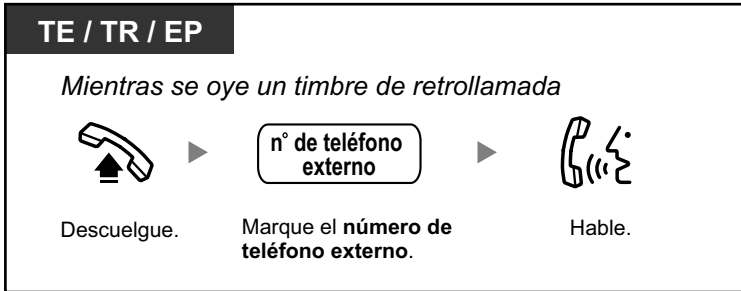 TE / TR / EP
Mientras se oye un timbre de retrollamada
n° de teléfono
externo
Descuelgue.
Marque el número de
teléfono externo.
Hable.